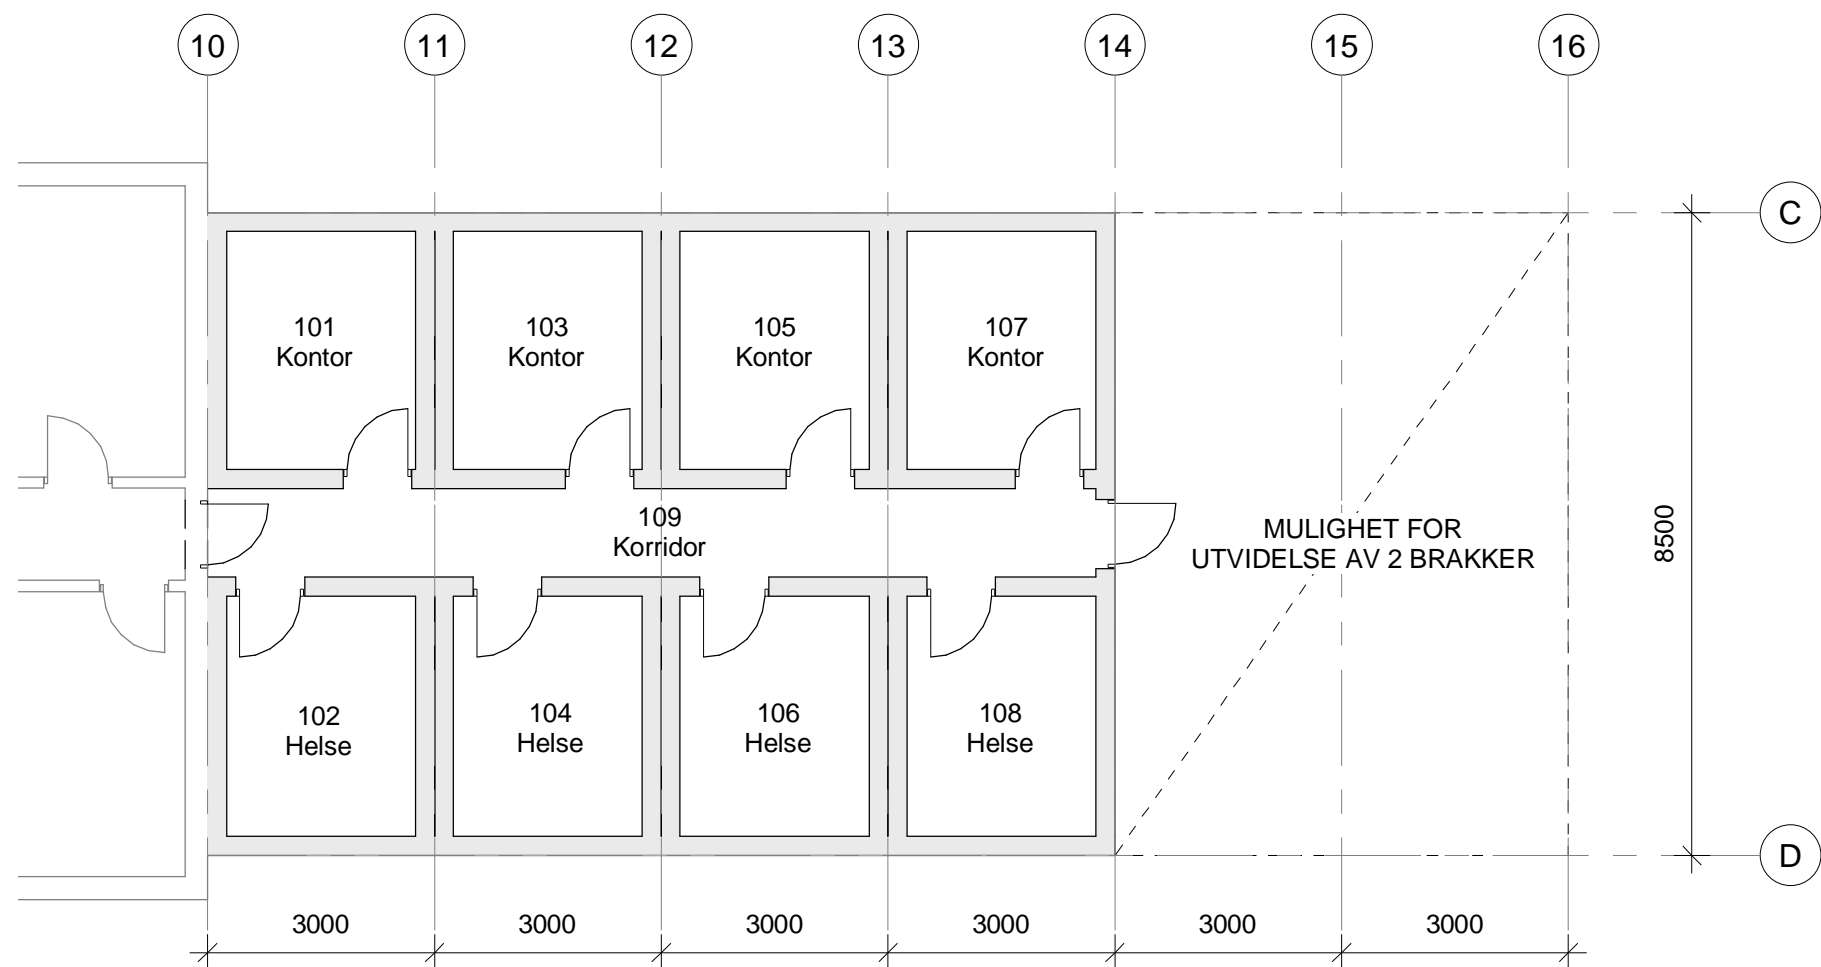 10
11
12
13
14
15
16
C
101
Kontor
103
Kontor
105
Kontor
107
Kontor
109
Korridor
MULIGHET FOR
UTVIDELSE AV 2 BRAKKER
8500
102
Helse
104
Helse
106
Helse
108
Helse
D
3000
3000
3000
3000
3000
3000